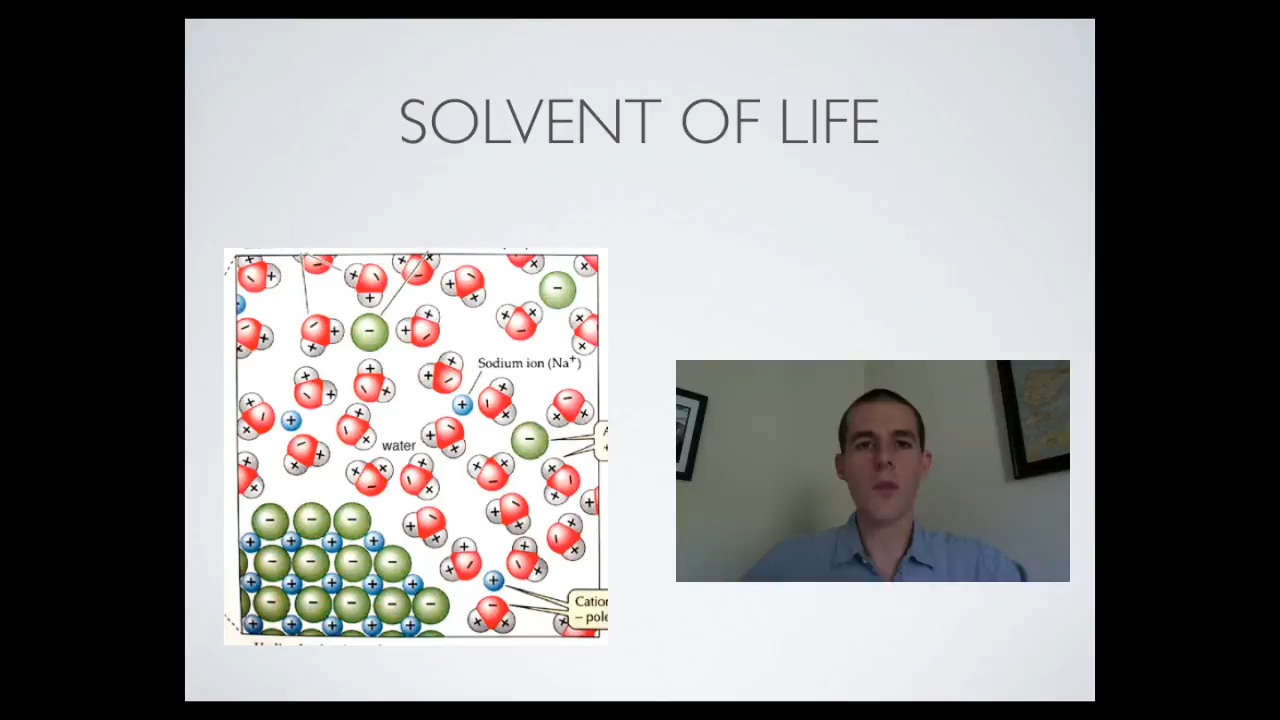 SOLVENT OF LIFE
Sodium ion (Na⁺)
water
Cation
– pole